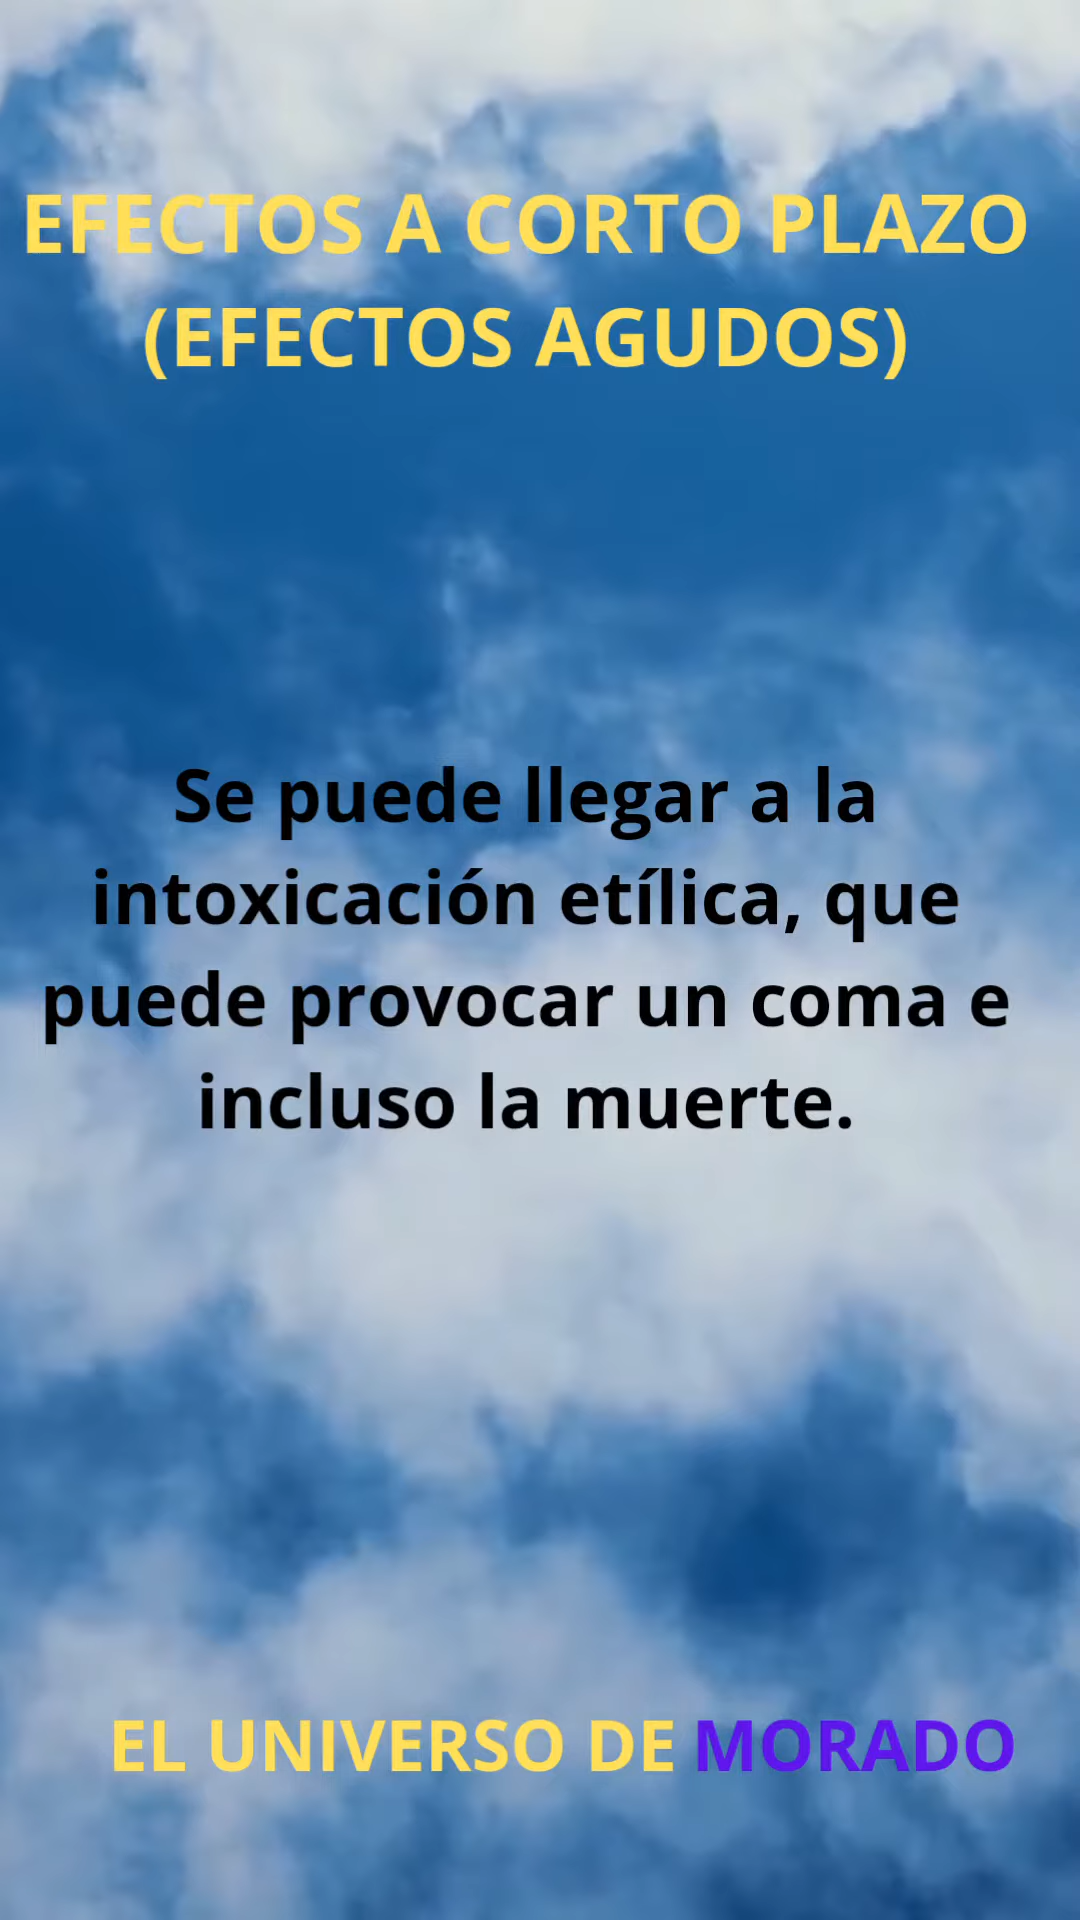 EFECTOS A CORTO PLAZO
(EFECTOS AGUDOS)
Se puede llegar a la
intoxicación etílica, que
puede provocar un coma e
incluso la muerte.
EL UNIVERSO DE MORADO